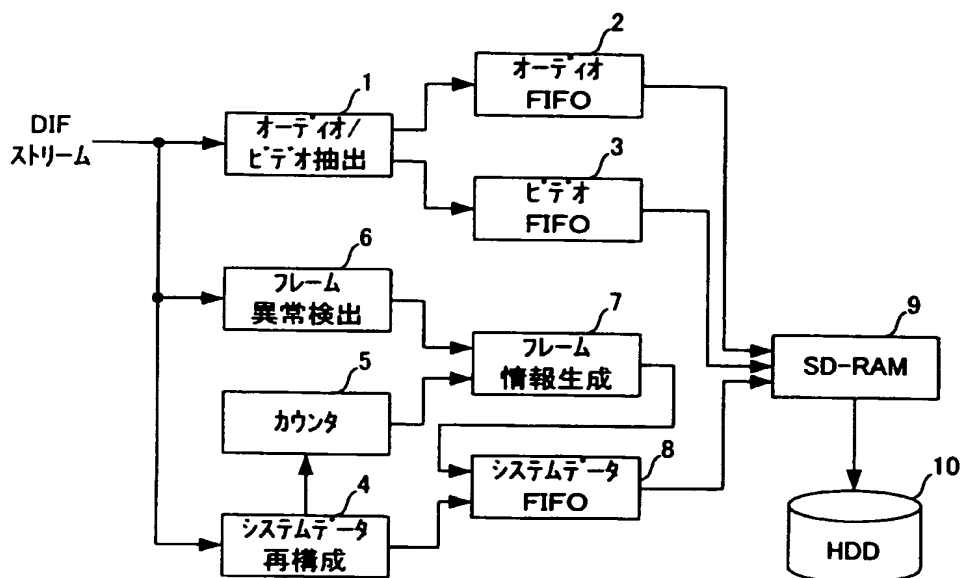 DIF
ストリーム
1
オーディオ/
ビデオ抽出
2
オーディオ
FIFO
3
ビデオ
FIFO
6
フレーム
異常検出
7
フレーム
情報生成
5
カウンタ
4
システムデータ
再構成
8
システムデータ
FIFO
9
SD-RAM
10
HDD